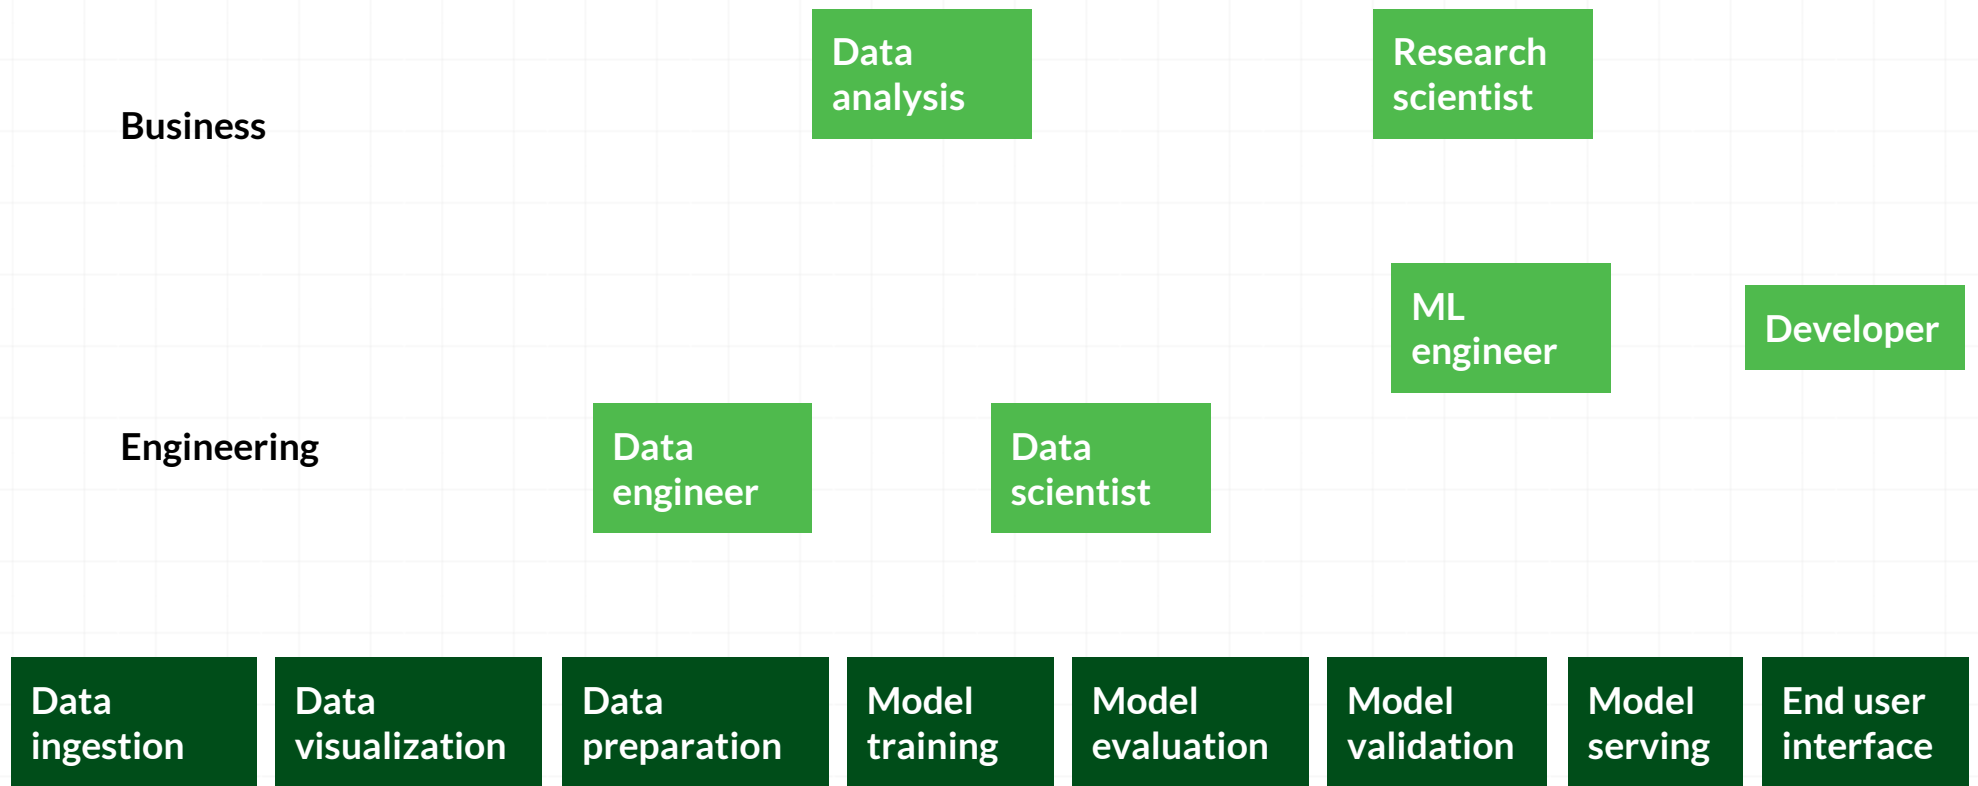 Data
analysis
Research
scientist
Business
ML
engineer
Developer
Engineering
Data
engineer
Data
scientist
Data
ingestion
Data
visualization
Data
preparation
Model
training
Model
evaluation
Model
validation
Model
serving
End user
interface